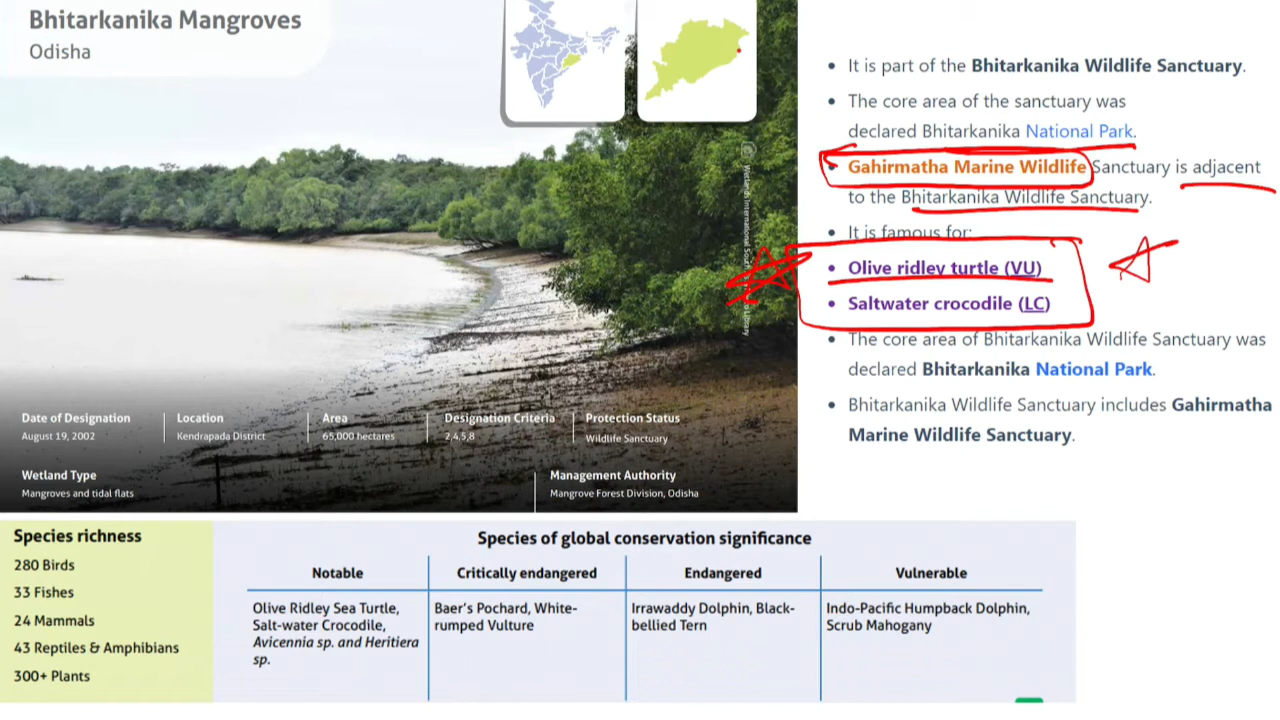 Bhitarkanika Mangroves
Odisha
Wetlands International South
o Library
Date of Designation
August 19, 2002
Location
Kendrapada District
Area
65,000 hectares
Designation Criteria
2,4,5,8
Protection Status
Wildlife Sanctuary
Wetland Type
Mangroves and tidal flats
Management Authority
Mangrove Forest Division, Odisha
• It is part of the Bhitarkanika Wildlife Sanctuary.
• The core area of the sanctuary was
declared Bhitarkanika National Park.
• Gahirmatha Marine Wildlife Sanctuary is adjacent
to the Bhitarkanika Wildlife Sanctuary.
• It is famous for:
• Olive ridley turtle (VU)
• Saltwater crocodile (LC)
• The core area of Bhitarkanika Wildlife Sanctuary was
declared Bhitarkanika National Park.
• Bhitarkanika Wildlife Sanctuary includes Gahirmatha
Marine Wildlife Sanctuary.
Species richness
280 Birds
33 Fishes
24 Mammals
43 Reptiles & Amphibians
300+ Plants
Species of global conservation significance
Notable
Olive Ridley Sea Turtle,
Salt-water Crocodile,
Avicennia sp. and Heritiera
sp.
Critically endangered
Baer's Pochard, White-
rumped Vulture
Endangered
Irrawaddy Dolphin, Black-
bellied Tern
Vulnerable
Indo-Pacific Humpback Dolphin,
Scrub Mahogany